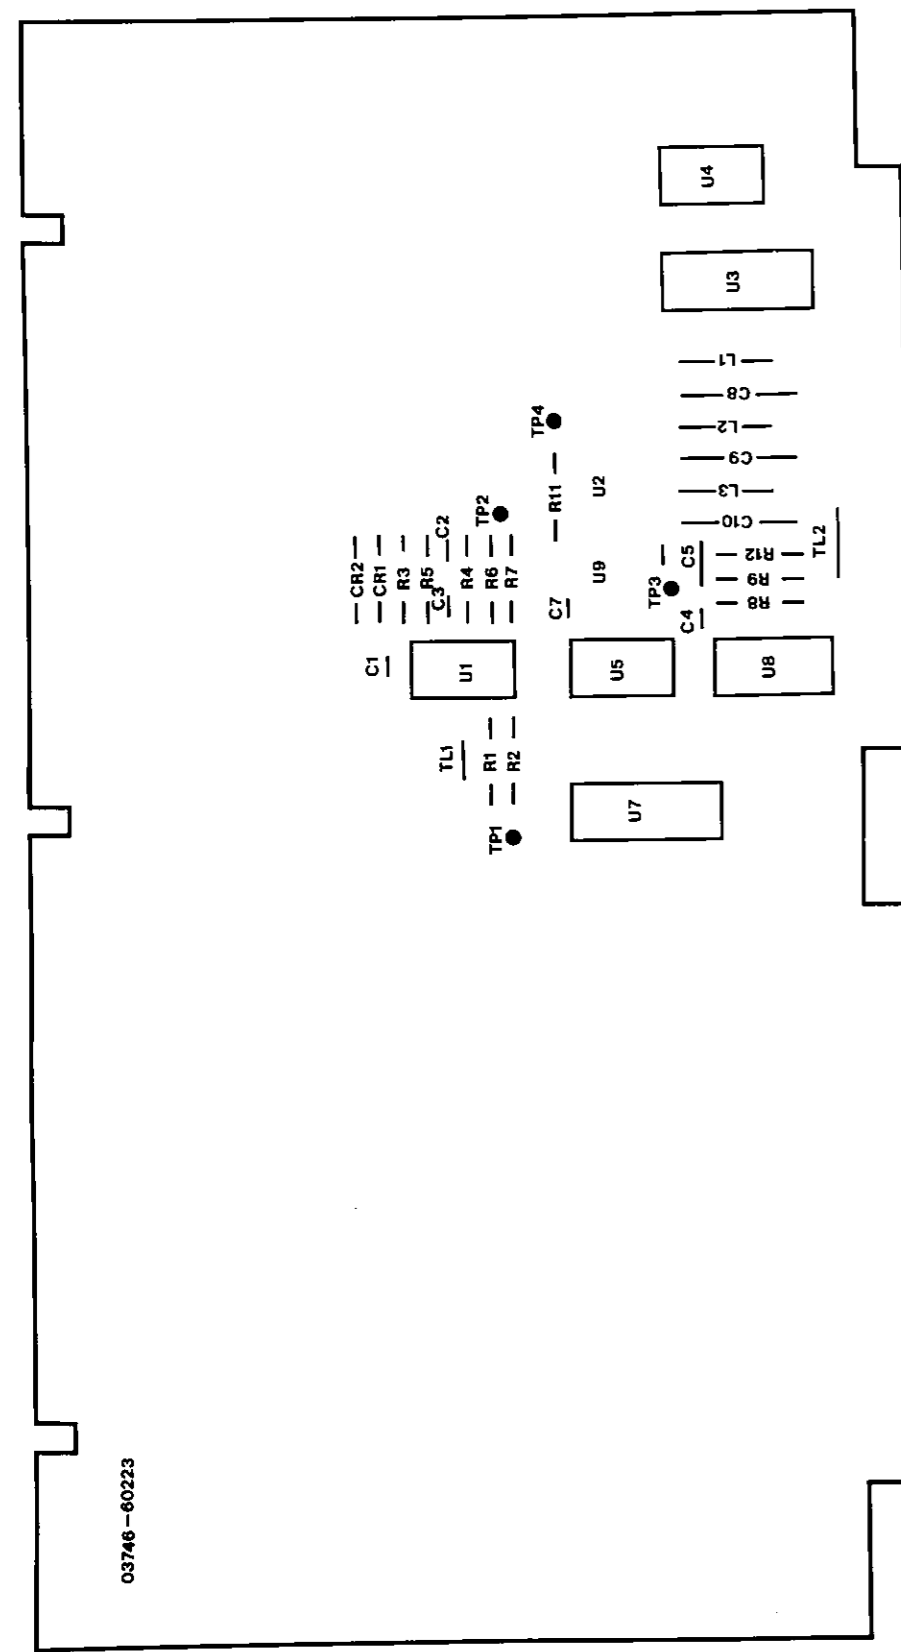 U4
U3
L1
C8
L2
C9
L3
C10
TP4
R11
U2
TP2
C2
CR2
CR1
R3
R5
C3
R4
R6
R7
C7
U9
TP3
C5
C4
R12
R9
R8
TL2
C1
U1
U5
U8
TL1
R1
R2
TP1
U7
03746-60223